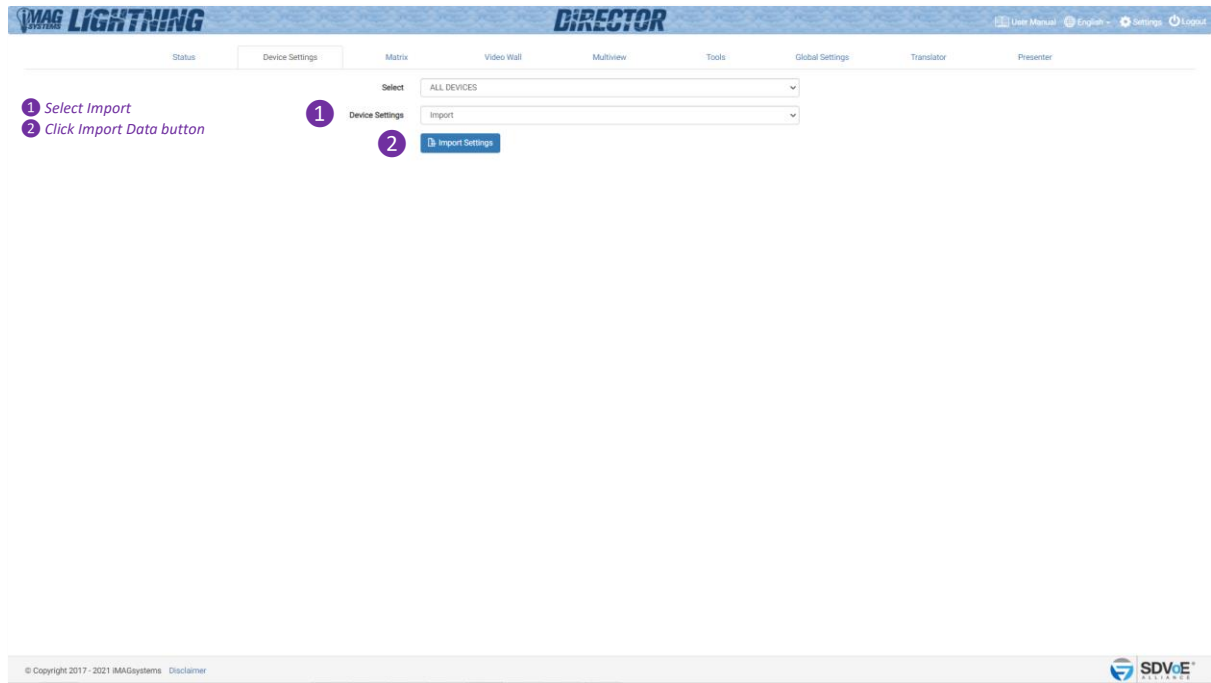 iMAG SYSTEMS LiGHTNiNG DiRECTOR User Manual English Settings Logout
Status Device Settings Matrix Video Wall Multiview Tools Global Settings Translator Presenter
Select ALL DEVICES
1 Select Import
1 Device Settings Import
2 Click Import Data button
2 Import Settings
© Copyright 2017 - 2021 iMAGsystems Disclaimer
SDVoE
ALLIANCE